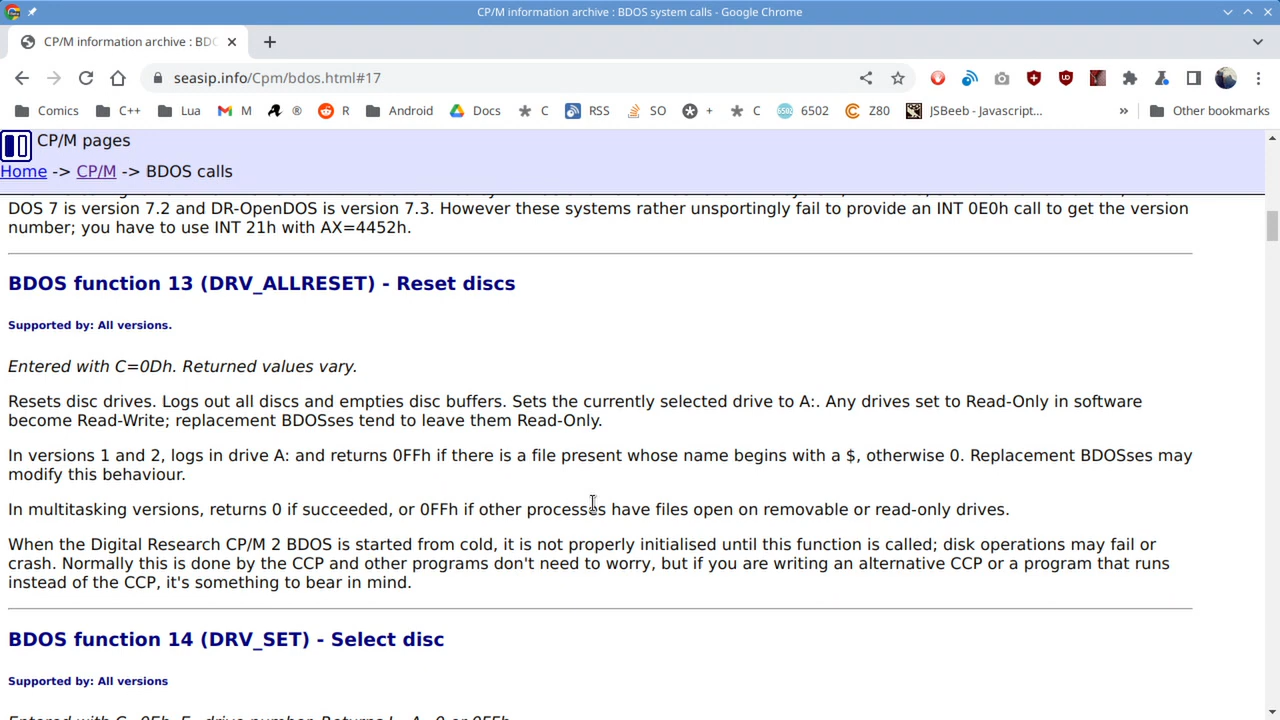 CP/M information archive : BDOS system calls - Google Chrome
CP/M information archive : BDO
seasip.info/Cpm/bdos.html#17
Comics C++ Lua M ® R Android Docs C RSS SO + C 6502 Z80 JSBeeb - Javascript... » Other bookmarks
CP/M pages
Home -> CP/M -> BDOS calls
DOS 7 is version 7.2 and DR-OpenDOS is version 7.3. However these systems rather unsportingly fail to provide an INT 0E0h call to get the version
number; you have to use INT 21h with AX=4452h.
BDOS function 13 (DRV_ALLRESET) - Reset discs
Supported by: All versions.
Entered with C=0Dh. Returned values vary.
Resets disc drives. Logs out all discs and empties disc buffers. Sets the currently selected drive to A:. Any drives set to Read-Only in software
become Read-Write; replacement BDOSses tend to leave them Read-Only.
In versions 1 and 2, logs in drive A: and returns 0FFh if there is a file present whose name begins with a $, otherwise 0. Replacement BDOSses may
modify this behaviour.
In multitasking versions, returns 0 if succeeded, or 0FFh if other processes have files open on removable or read-only drives.
When the Digital Research CP/M 2 BDOS is started from cold, it is not properly initialised until this function is called; disk operations may fail or
crash. Normally this is done by the CCP and other programs don't need to worry, but if you are writing an alternative CCP or a program that runs
instead of the CCP, it's something to bear in mind.
BDOS function 14 (DRV_SET) - Select disc
Supported by: All versions
Entered with C=0Eh, E=drive number. Returns L=A=0 or 0FFh